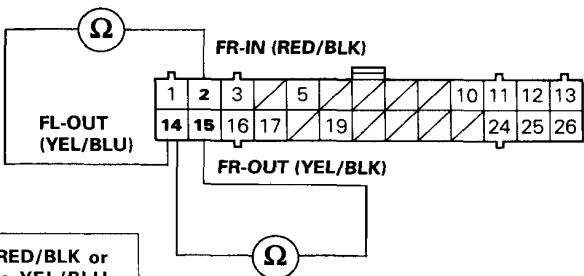 Ω
FR-IN (RED/BLK)
1 2 3 5 10 11 12 13
FL-OUT
(YEL/BLU)
14 15 16 17 19 24 25 26
FR-OUT (YEL/BLK)
RED/BLK or
YEL/BLU
Ω